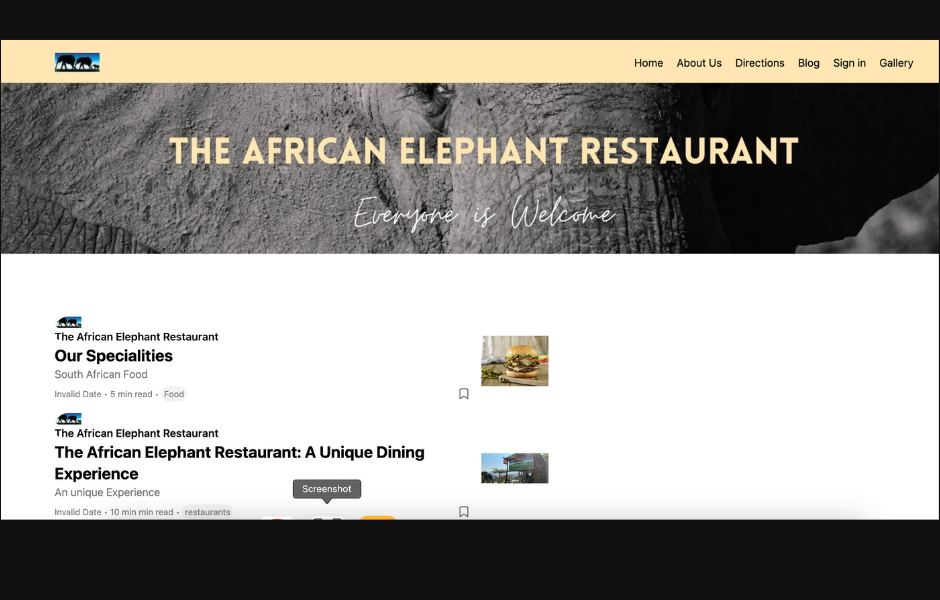 Home About Us Directions Blog Sign in Gallery
THE AFRICAN ELEPHANT RESTAURANT
Everyone is Welcome
The African Elephant Restaurant
Our Specialities
South African Food
Invalid Date • 5 min read • Food
The African Elephant Restaurant
The African Elephant Restaurant: A Unique Dining
Experience
An unique Experience
Screenshot
Invalid Date • 10 min min read • restaurants